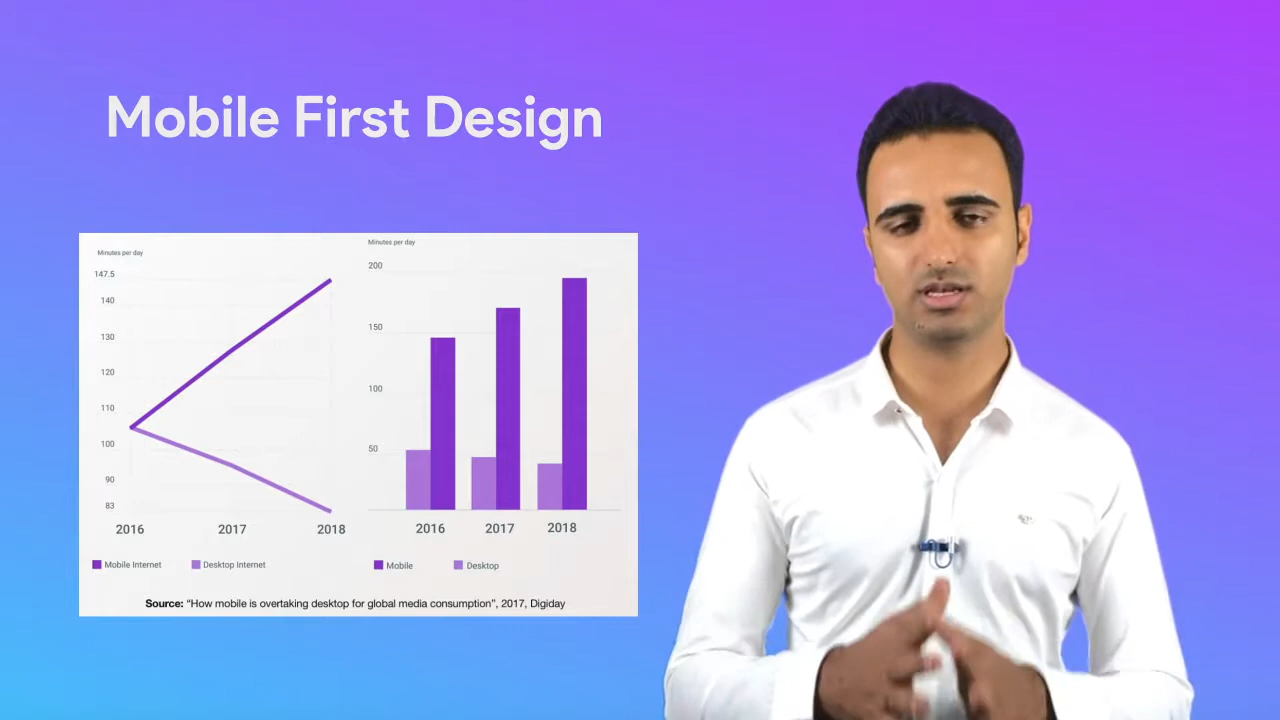 Mobile First Design
Minutes per day
147.5
140
130
120
110
100
90
83
2016 2017 2018
Mobile Internet Desktop Internet
Minutes per day
200
150
100
50
2016 2017 2018
Mobile Desktop
Source: “How mobile is overtaking desktop for global media consumption”, 2017, Digiday